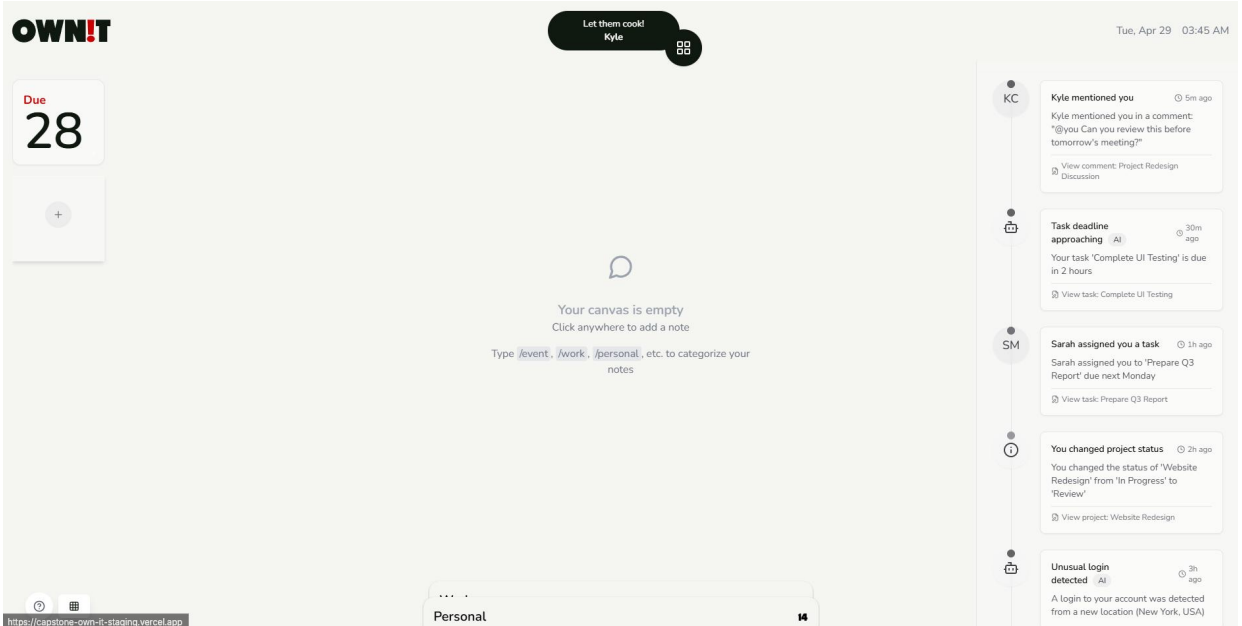 OWN!T
Let them cook!
Kyle
Tue, Apr 29 03:45 AM
Due
28
+
Your canvas is empty
Click anywhere to add a note
Type /event, /work, /personal, etc. to categorize your
notes
KC
Kyle mentioned you
5m ago
Kyle mentioned you in a comment:
"@you Can you review this before
tomorrow's meeting?"
View comment: Project Redesign
Discussion
Task deadline
approaching AI
30m
ago
Your task 'Complete UI Testing' is due
in 2 hours
View task: Complete UI Testing
SM
Sarah assigned you a task
1h ago
Sarah assigned you to 'Prepare Q3
Report' due next Monday
View task: Prepare Q3 Report
You changed project status
2h ago
You changed the status of 'Website
Redesign' from 'In Progress' to
'Review'
View project: Website Redesign
Unusual login
detected AI
3h
ago
A login to your account was detected
from a new location (New York, USA)
Personal
14
https://capstone-own-it-staging.vercel.app